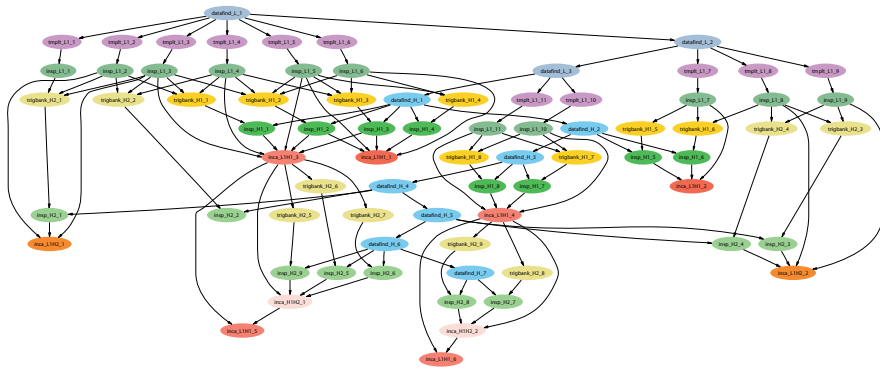 datafind_L_1
tmplt_L1_1 tmplt_L1_2 tmplt_L1_3 tmplt_L1_4 tmplt_L1_5 tmplt_L1_6 datafind_L_2
insp_L1_1 insp_L1_2 insp_L1_3 insp_L1_4 insp_L1_5 insp_L1_6 datafind_L_3 tmplt_L1_7 tmplt_L1_8 tmplt_L1_9
trigbank_H2_1 trigbank_H2_2 trigbank_H1_1 trigbank_H1_2 trigbank_H1_3 datafind_H_1 trigbank_H1_4 tmplt_L1_11 tmplt_L1_10 insp_L1_7 insp_L1_8 insp_L1_9
insp_H1_1 insp_H1_2 insp_H1_3 insp_H1_4 insp_L1_11 insp_L1_10 datafind_H_2 trigbank_H1_5 trigbank_H1_6 trigbank_H2_4 trigbank_H2_3
inca_L1H1_3 inca_L1H1_1 trigbank_H1_8 datafind_H_3 trigbank_H1_7 insp_H1_5 insp_H1_6
trigbank_H2_6 datafind_H_4 insp_H1_8 insp_H1_7 inca_L1H1_2
insp_H2_1 insp_H2_2 trigbank_H2_5 trigbank_H2_7 datafind_H_5 inca_L1H1_4
inca_L1H2_1 datafind_H_6 trigbank_H2_9 insp_H2_4 insp_H2_3
insp_H2_9 insp_H2_5 insp_H2_6 datafind_H_7 trigbank_H2_8 inca_L1H2_2
inca_H1H2_1 insp_H2_8 insp_H2_7
inca_L1H1_5 inca_H1H2_2
inca_L1H1_6